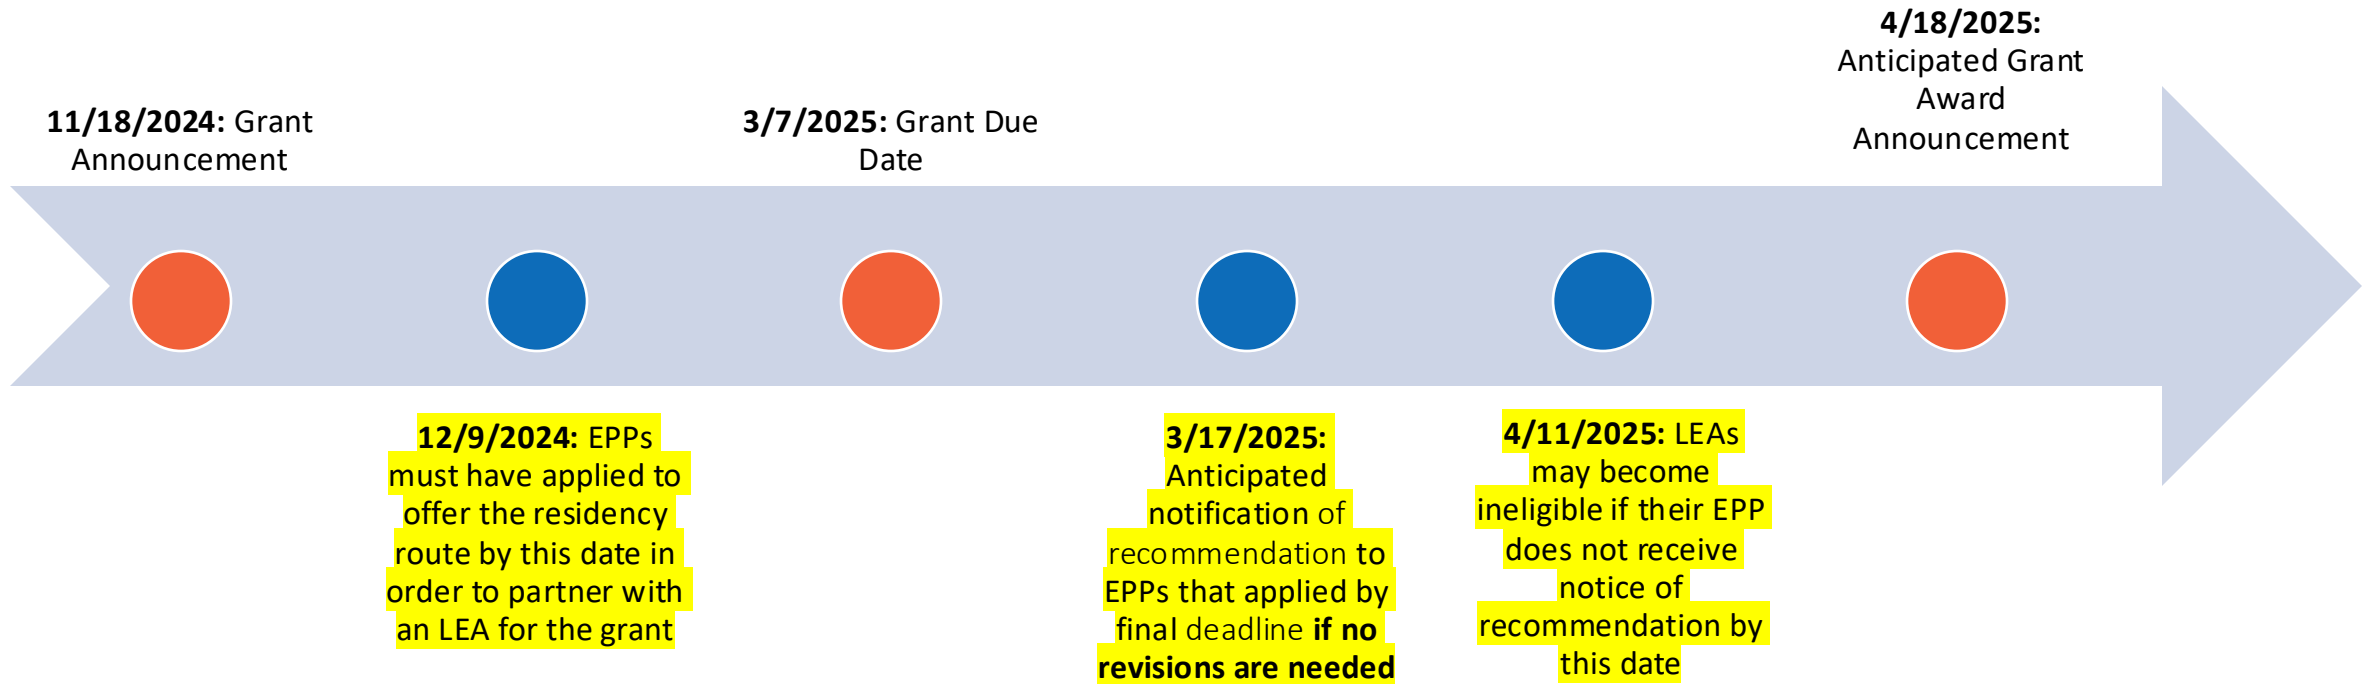 11/18/2024: Grant
Announcement
12/9/2024: EPPs
must have applied to
offer the residency
route by this date in
order to partner with
an LEA for the grant
3/7/2025: Grant Due
Date
3/17/2025:
Anticipated
notification of
recommendation to
EPPs that applied by
final deadline if no
revisions are needed
4/11/2025: LEAs
may become
ineligible if their EPP
does not receive
notice of
recommendation by
this date
4/18/2025:
Anticipated Grant
Award
Announcement